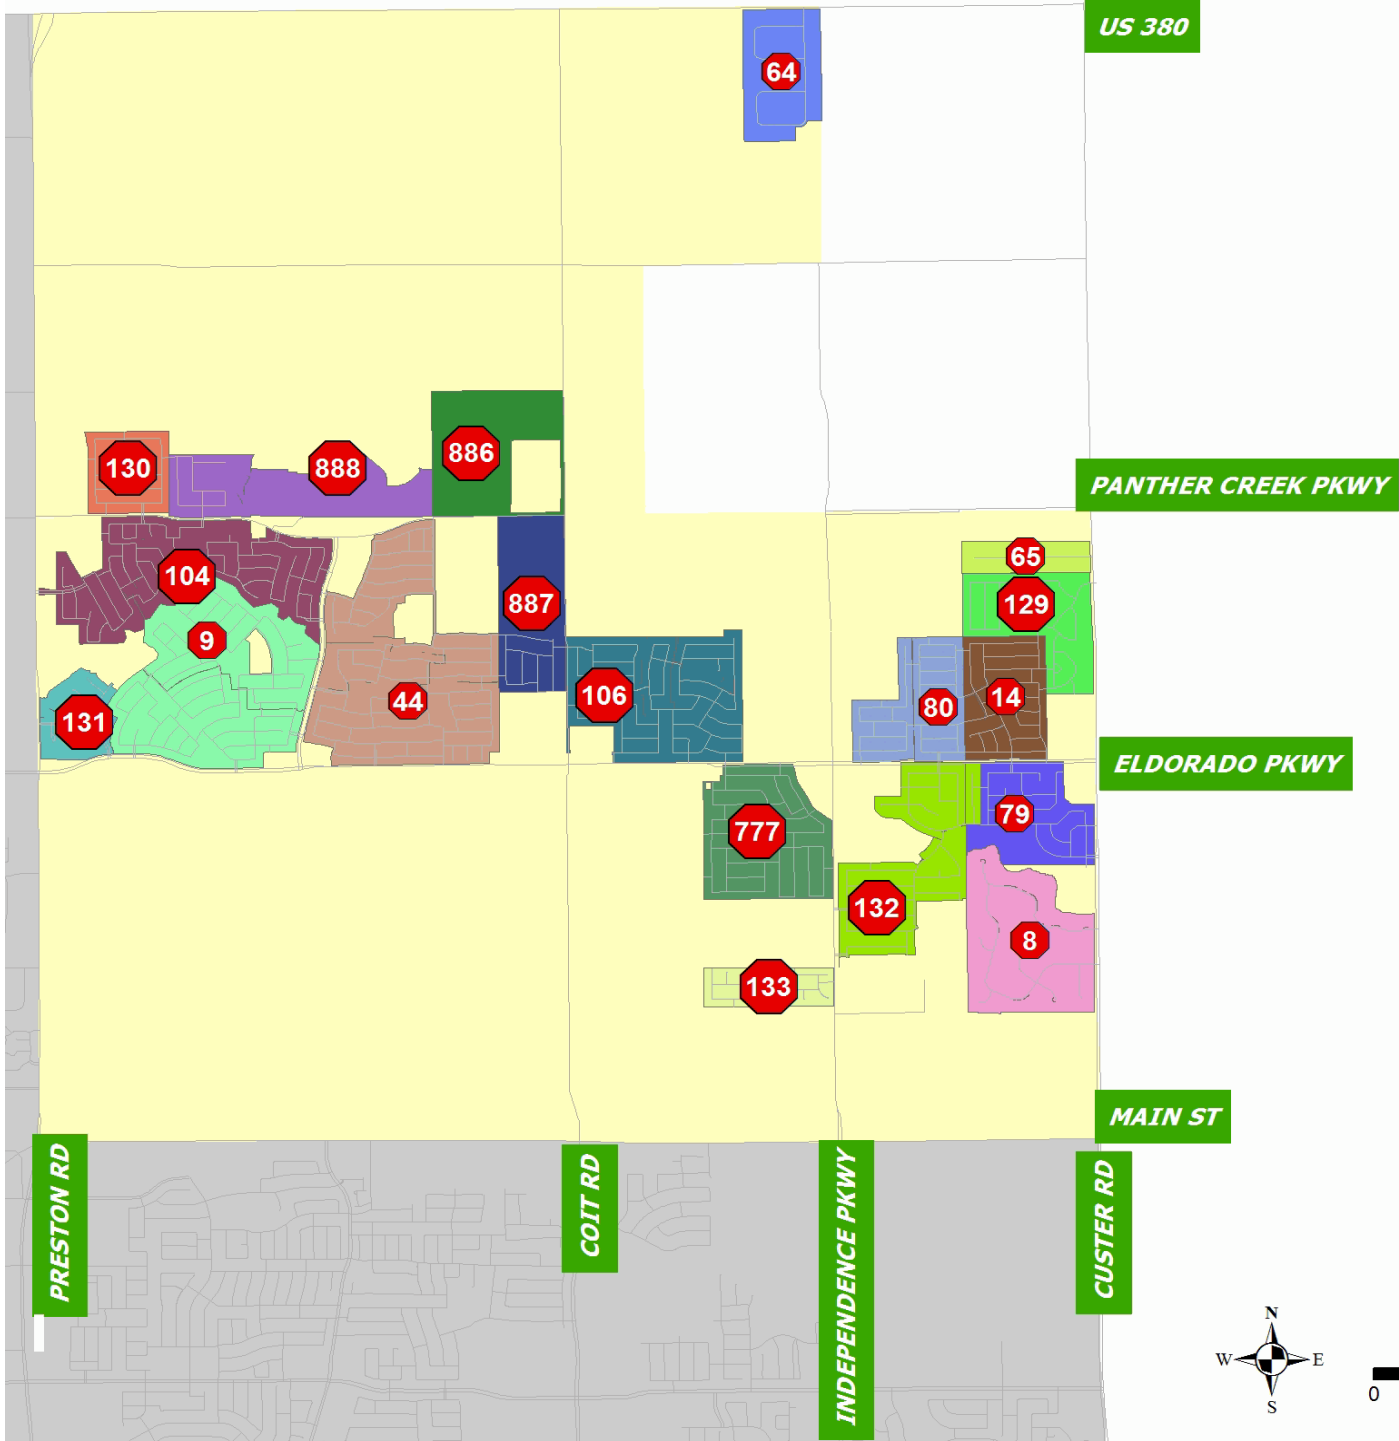 US 380
64
886
130
888
PANTHER CREEK PKWY
65
104
887
129
9
106
44
80
14
131
ELDORADO PKWY
79
777
132
8
133
MAIN ST
PRESTON RD
COIT RD
INDEPENDENCE PKWY
CUSTER RD
N
W
E
S
0